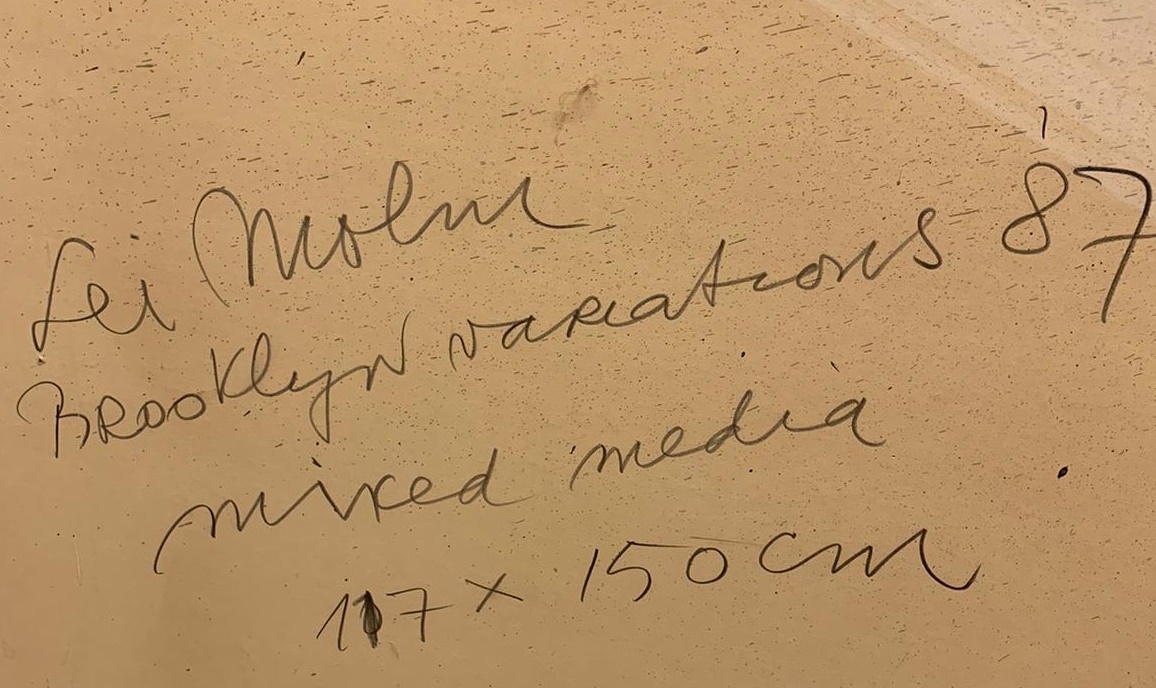 Lei Molin
Brooklyn variations '87
mixed media
117 x 150 cm